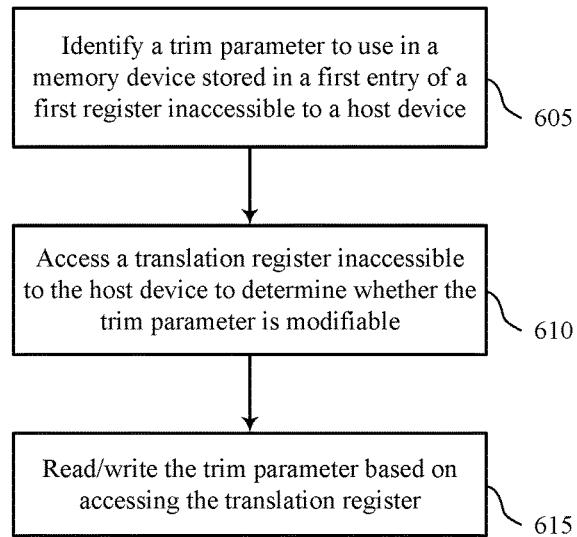 Identify a trim parameter to use in a
memory device stored in a first entry of a
first register inaccessible to a host device
605
Access a translation register inaccessible
to the host device to determine whether the
trim parameter is modifiable
610
Read/write the trim parameter based on
accessing the translation register
615